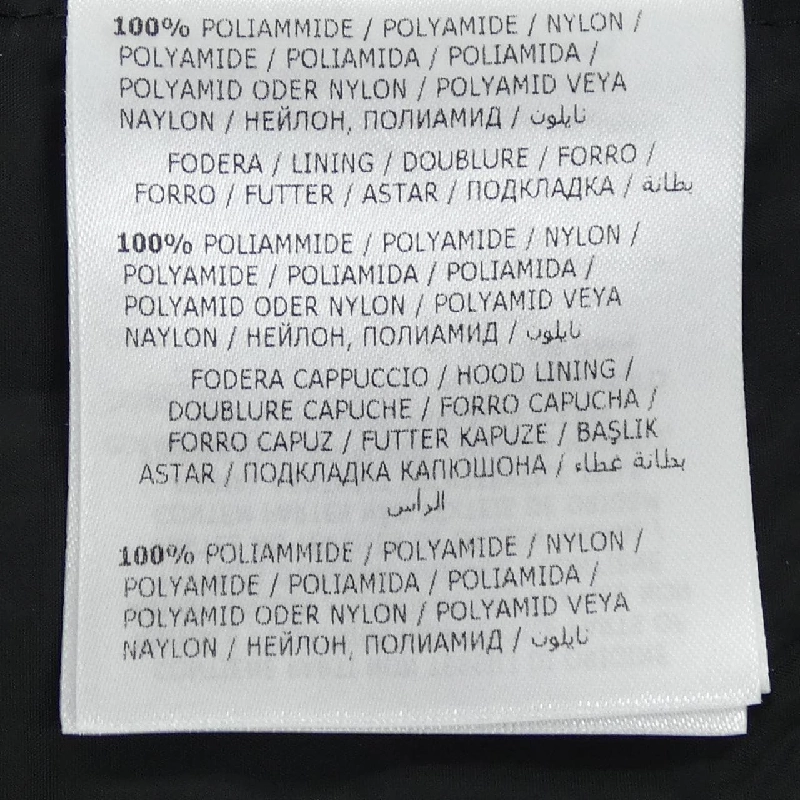 100% POLIAMMIDE / POLYAMIDE / NYLON /
POLYAMIDE / POLIAMIDA / POLIAMIDA /
POLYAMID ODER NYLON / POLYAMID VEYA
NAYLON / НЕЙЛОН, ПОЛИАМИД / نايلون
FODERA / LINING / DOUBLURE / FORRO /
FORRO / FUTTER / ASTAR / ПОДКЛАДКА / بطانة
100% POLIAMMIDE / POLYAMIDE / NYLON /
POLYAMIDE / POLIAMIDA / POLIAMIDA /
POLYAMID ODER NYLON / POLYAMID VEYA
NAYLON / НЕЙЛОН, ПОЛИАМИД / نايلون
FODERA CAPPUCCIO / HOOD LINING /
DOUBLURE CAPUCHE / FORRO CAPUCHA /
FORRO CAPUZ / FUTTER KAPUZE / BAŞLIK
ASTAR / ПОДКЛАДКА КАПЮШОНА / بطانة غطاء
الرأس
100% POLIAMMIDE / POLYAMIDE / NYLON /
POLYAMIDE / POLIAMIDA / POLIAMIDA /
POLYAMID ODER NYLON / POLYAMID VEYA
NAYLON / НЕЙЛОН, ПОЛИАМИД / نايلون